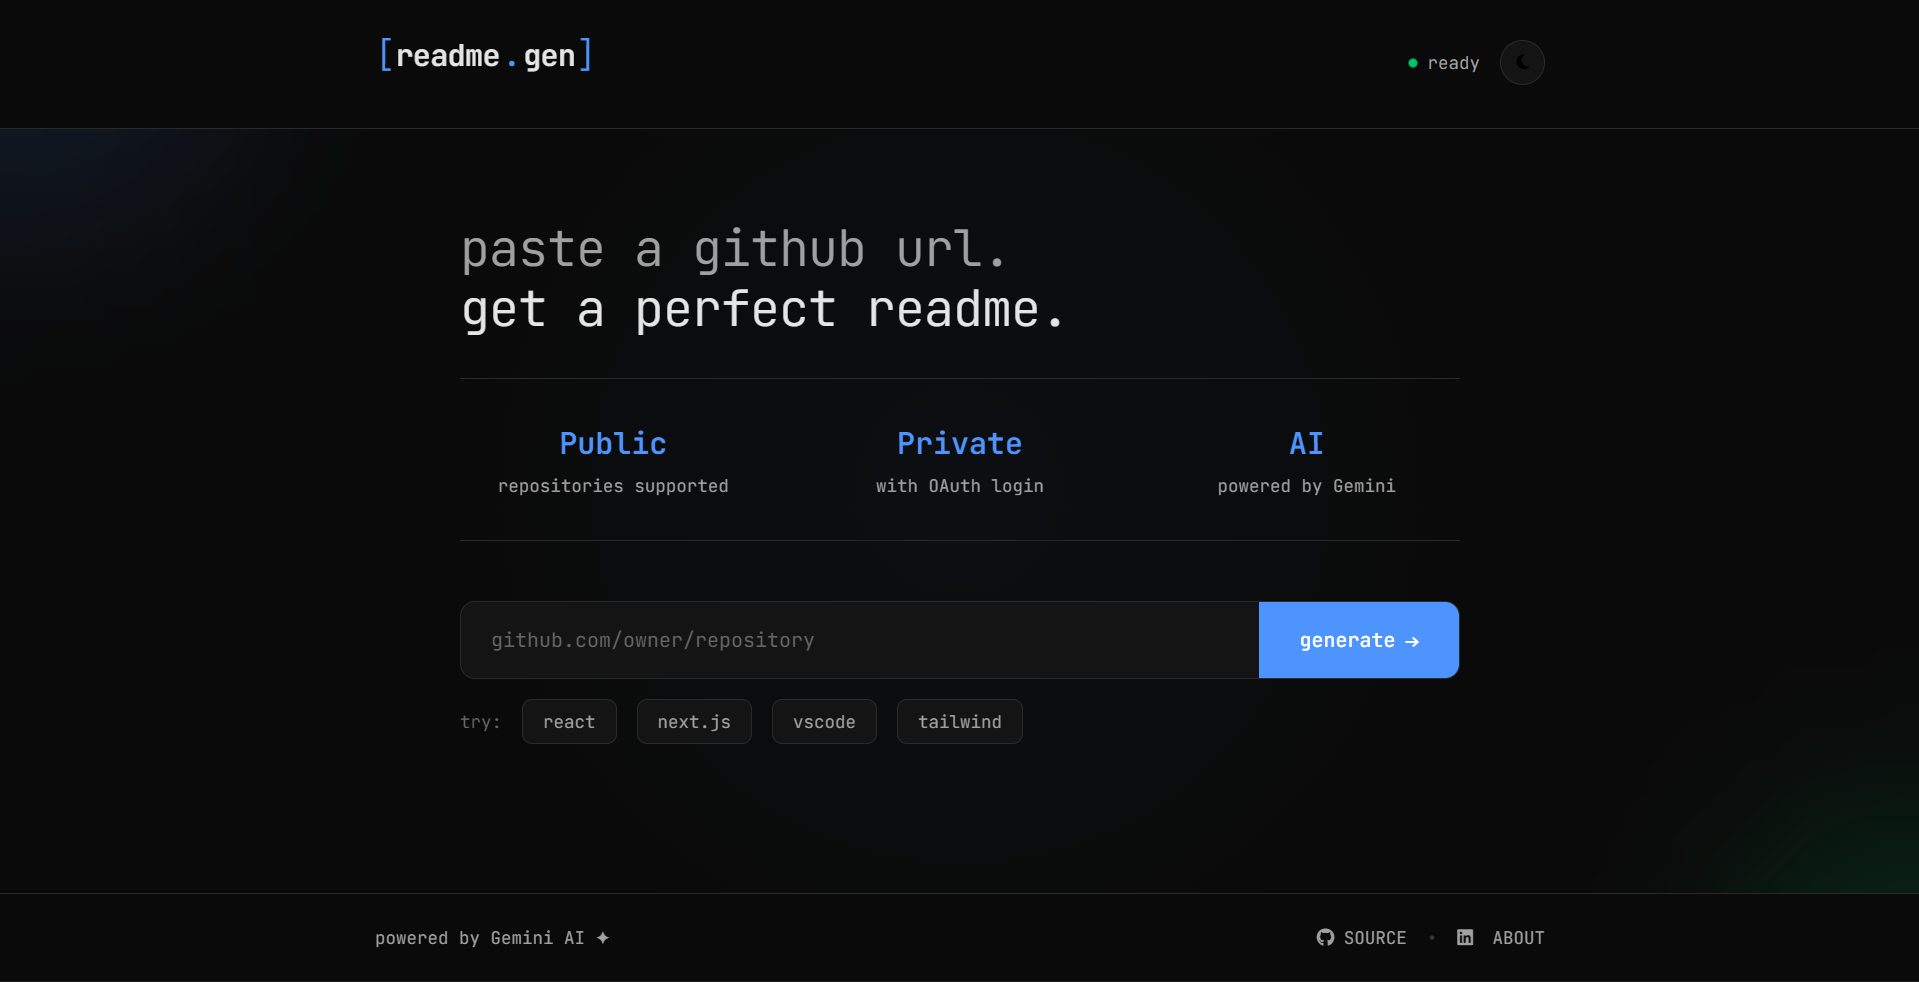 [readme.gen]
ready
paste a github url.
get a perfect readme.
Public
repositories supported
Private
with OAuth login
AI
powered by Gemini
github.com/owner/repository
generate →
try: react next.js vscode tailwind
powered by Gemini AI ✦
SOURCE • in ABOUT